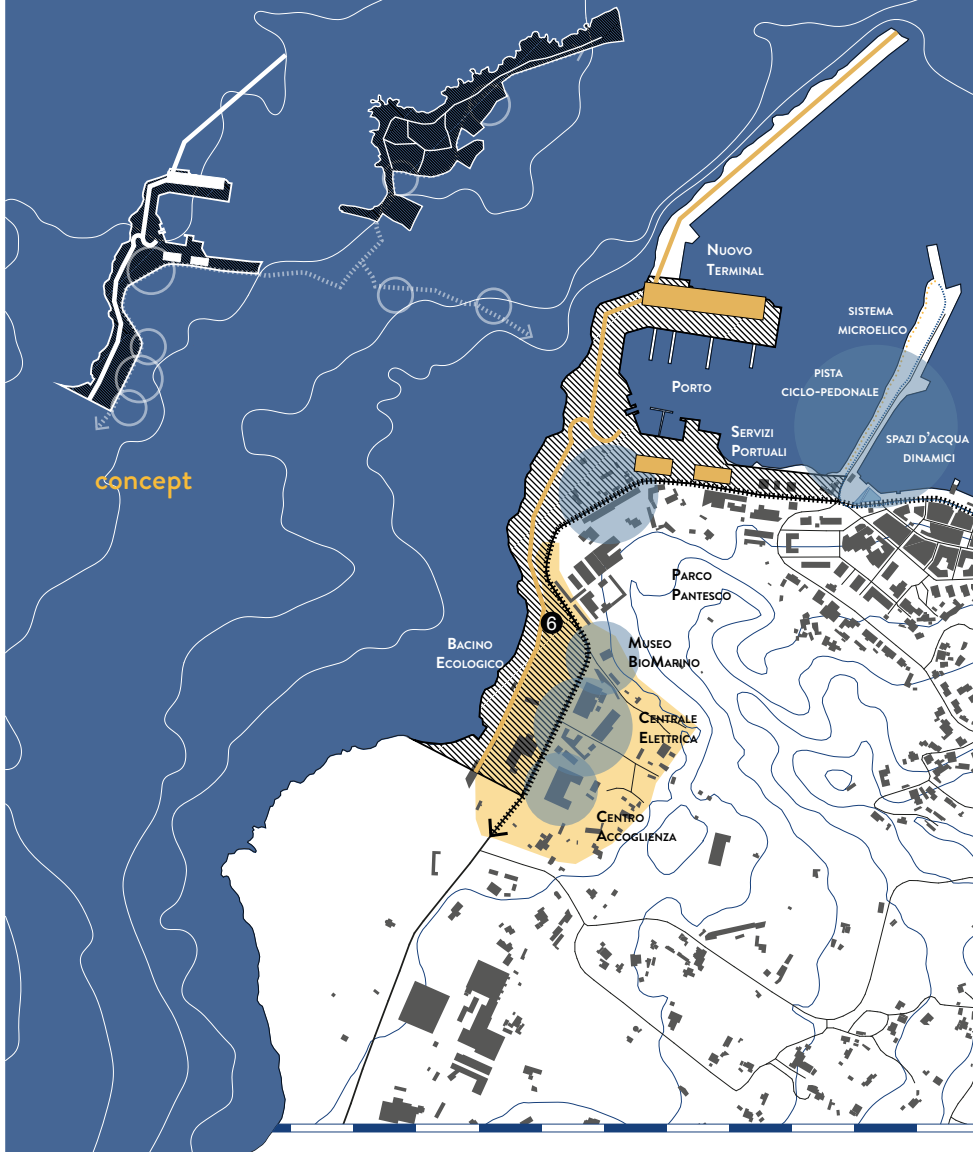 Nuovo
Terminal
sistema
microelico
Porto
pista
ciclo-pedonale
Servizi
Portuali
spazi d'acqua
dinamici
concept
Parco
Pantesco
6
Bacino
Ecologico
Museo
BioMarino
Centrale
Elettrica
Centro
Accoglienza